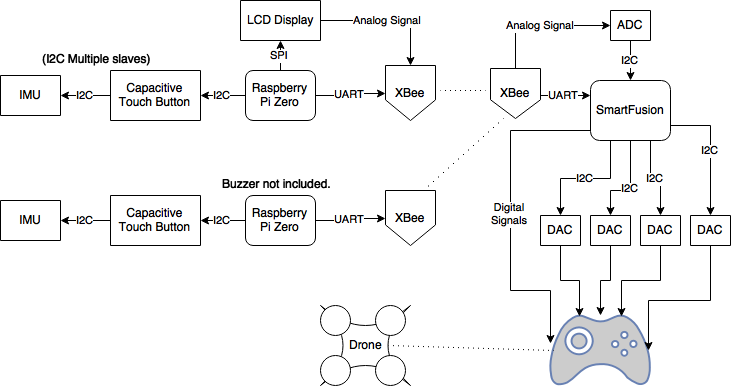 LCD Display
Analog Signal
Analog Signal
ADC
(I2C Multiple slaves)
SPI
I2C
IMU
I2C
Capacitive
Touch Button
I2C
Raspberry
Pi Zero
UART
XBee
XBee
UART
SmartFusion
I2C
I2C
I2C
I2C
Buzzer not included.
IMU
I2C
Capacitive
Touch Button
I2C
Raspberry
Pi Zero
UART
XBee
Digital
Signals
DAC
DAC
DAC
DAC
Drone